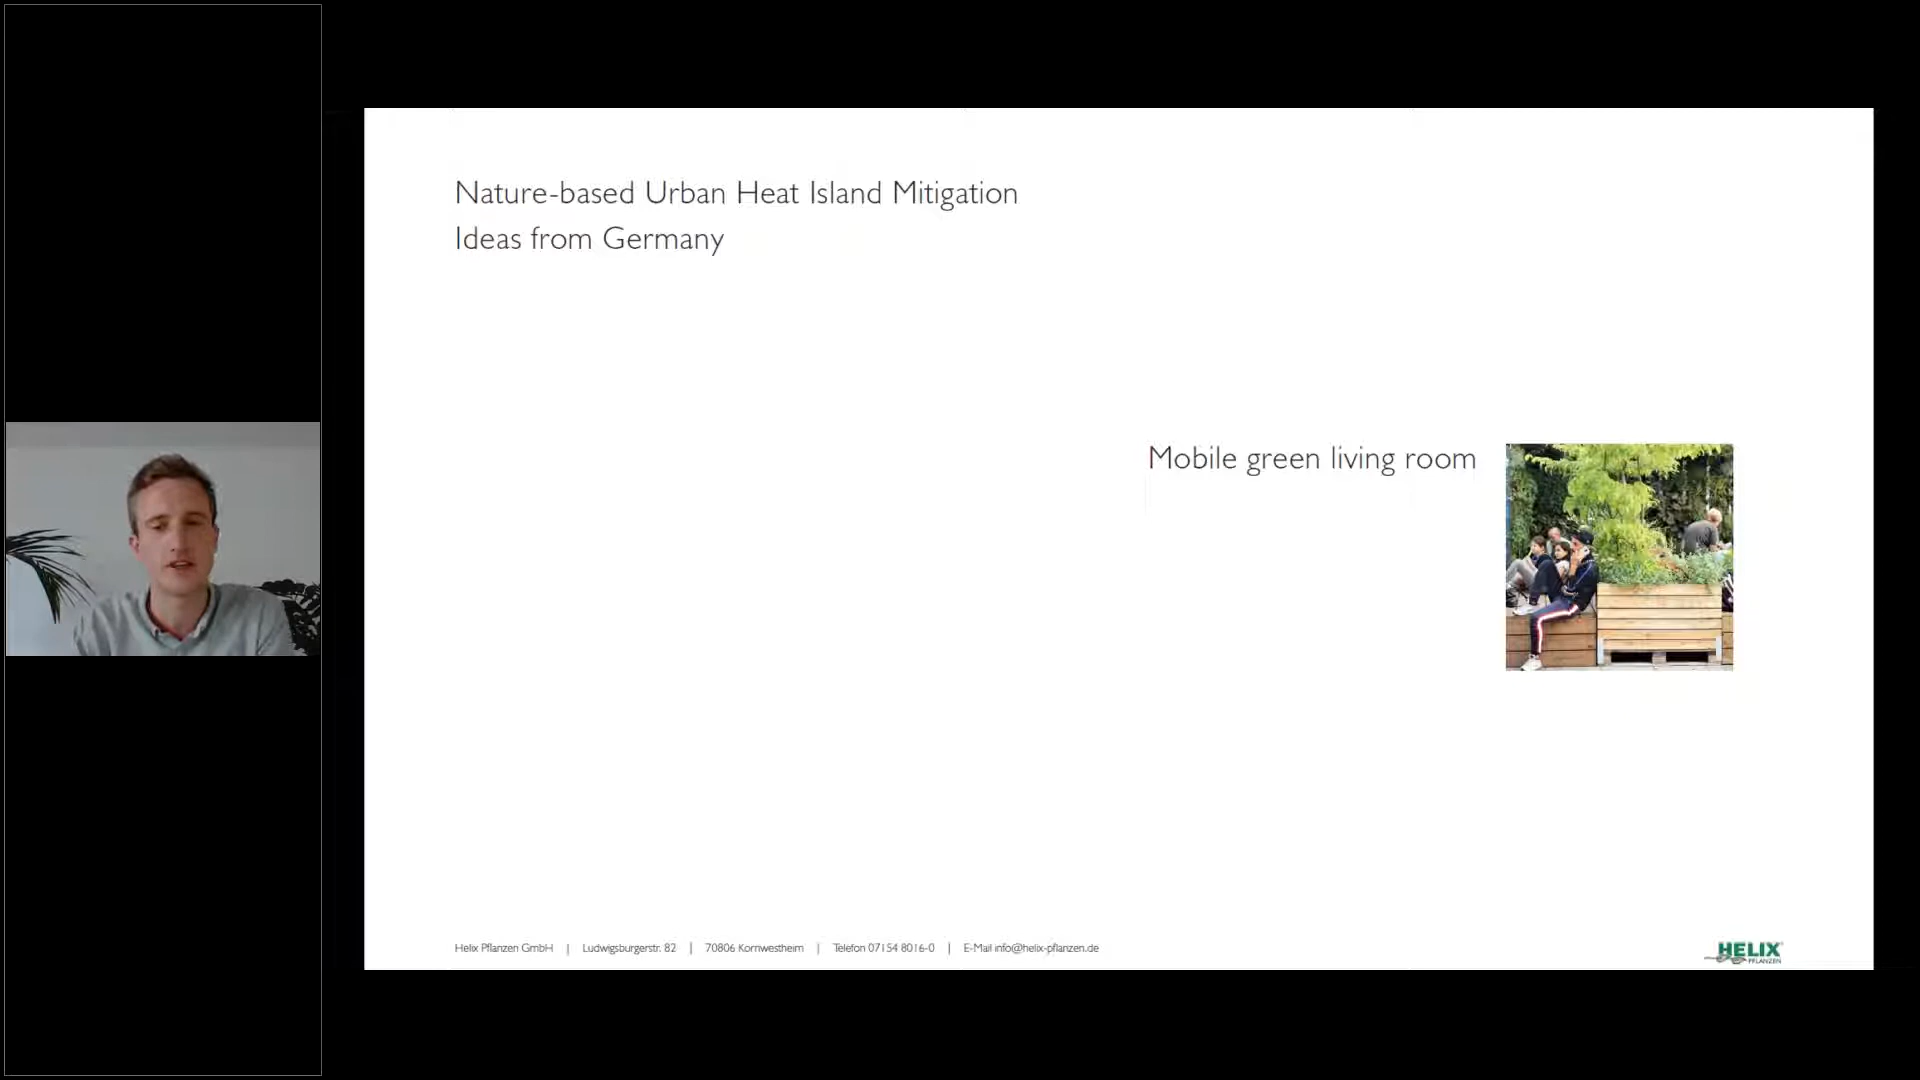 Nature-based Urban Heat Island Mitigation
Ideas from Germany
Mobile green living room
Helix Pflanzen GmbH | Ludwigsburgerstr. 82 | 70806 Kornwestheim | Telefon 07154 8016-0 | E-Mail info@helix-pflanzen.de
HELIX
PFLANZEN